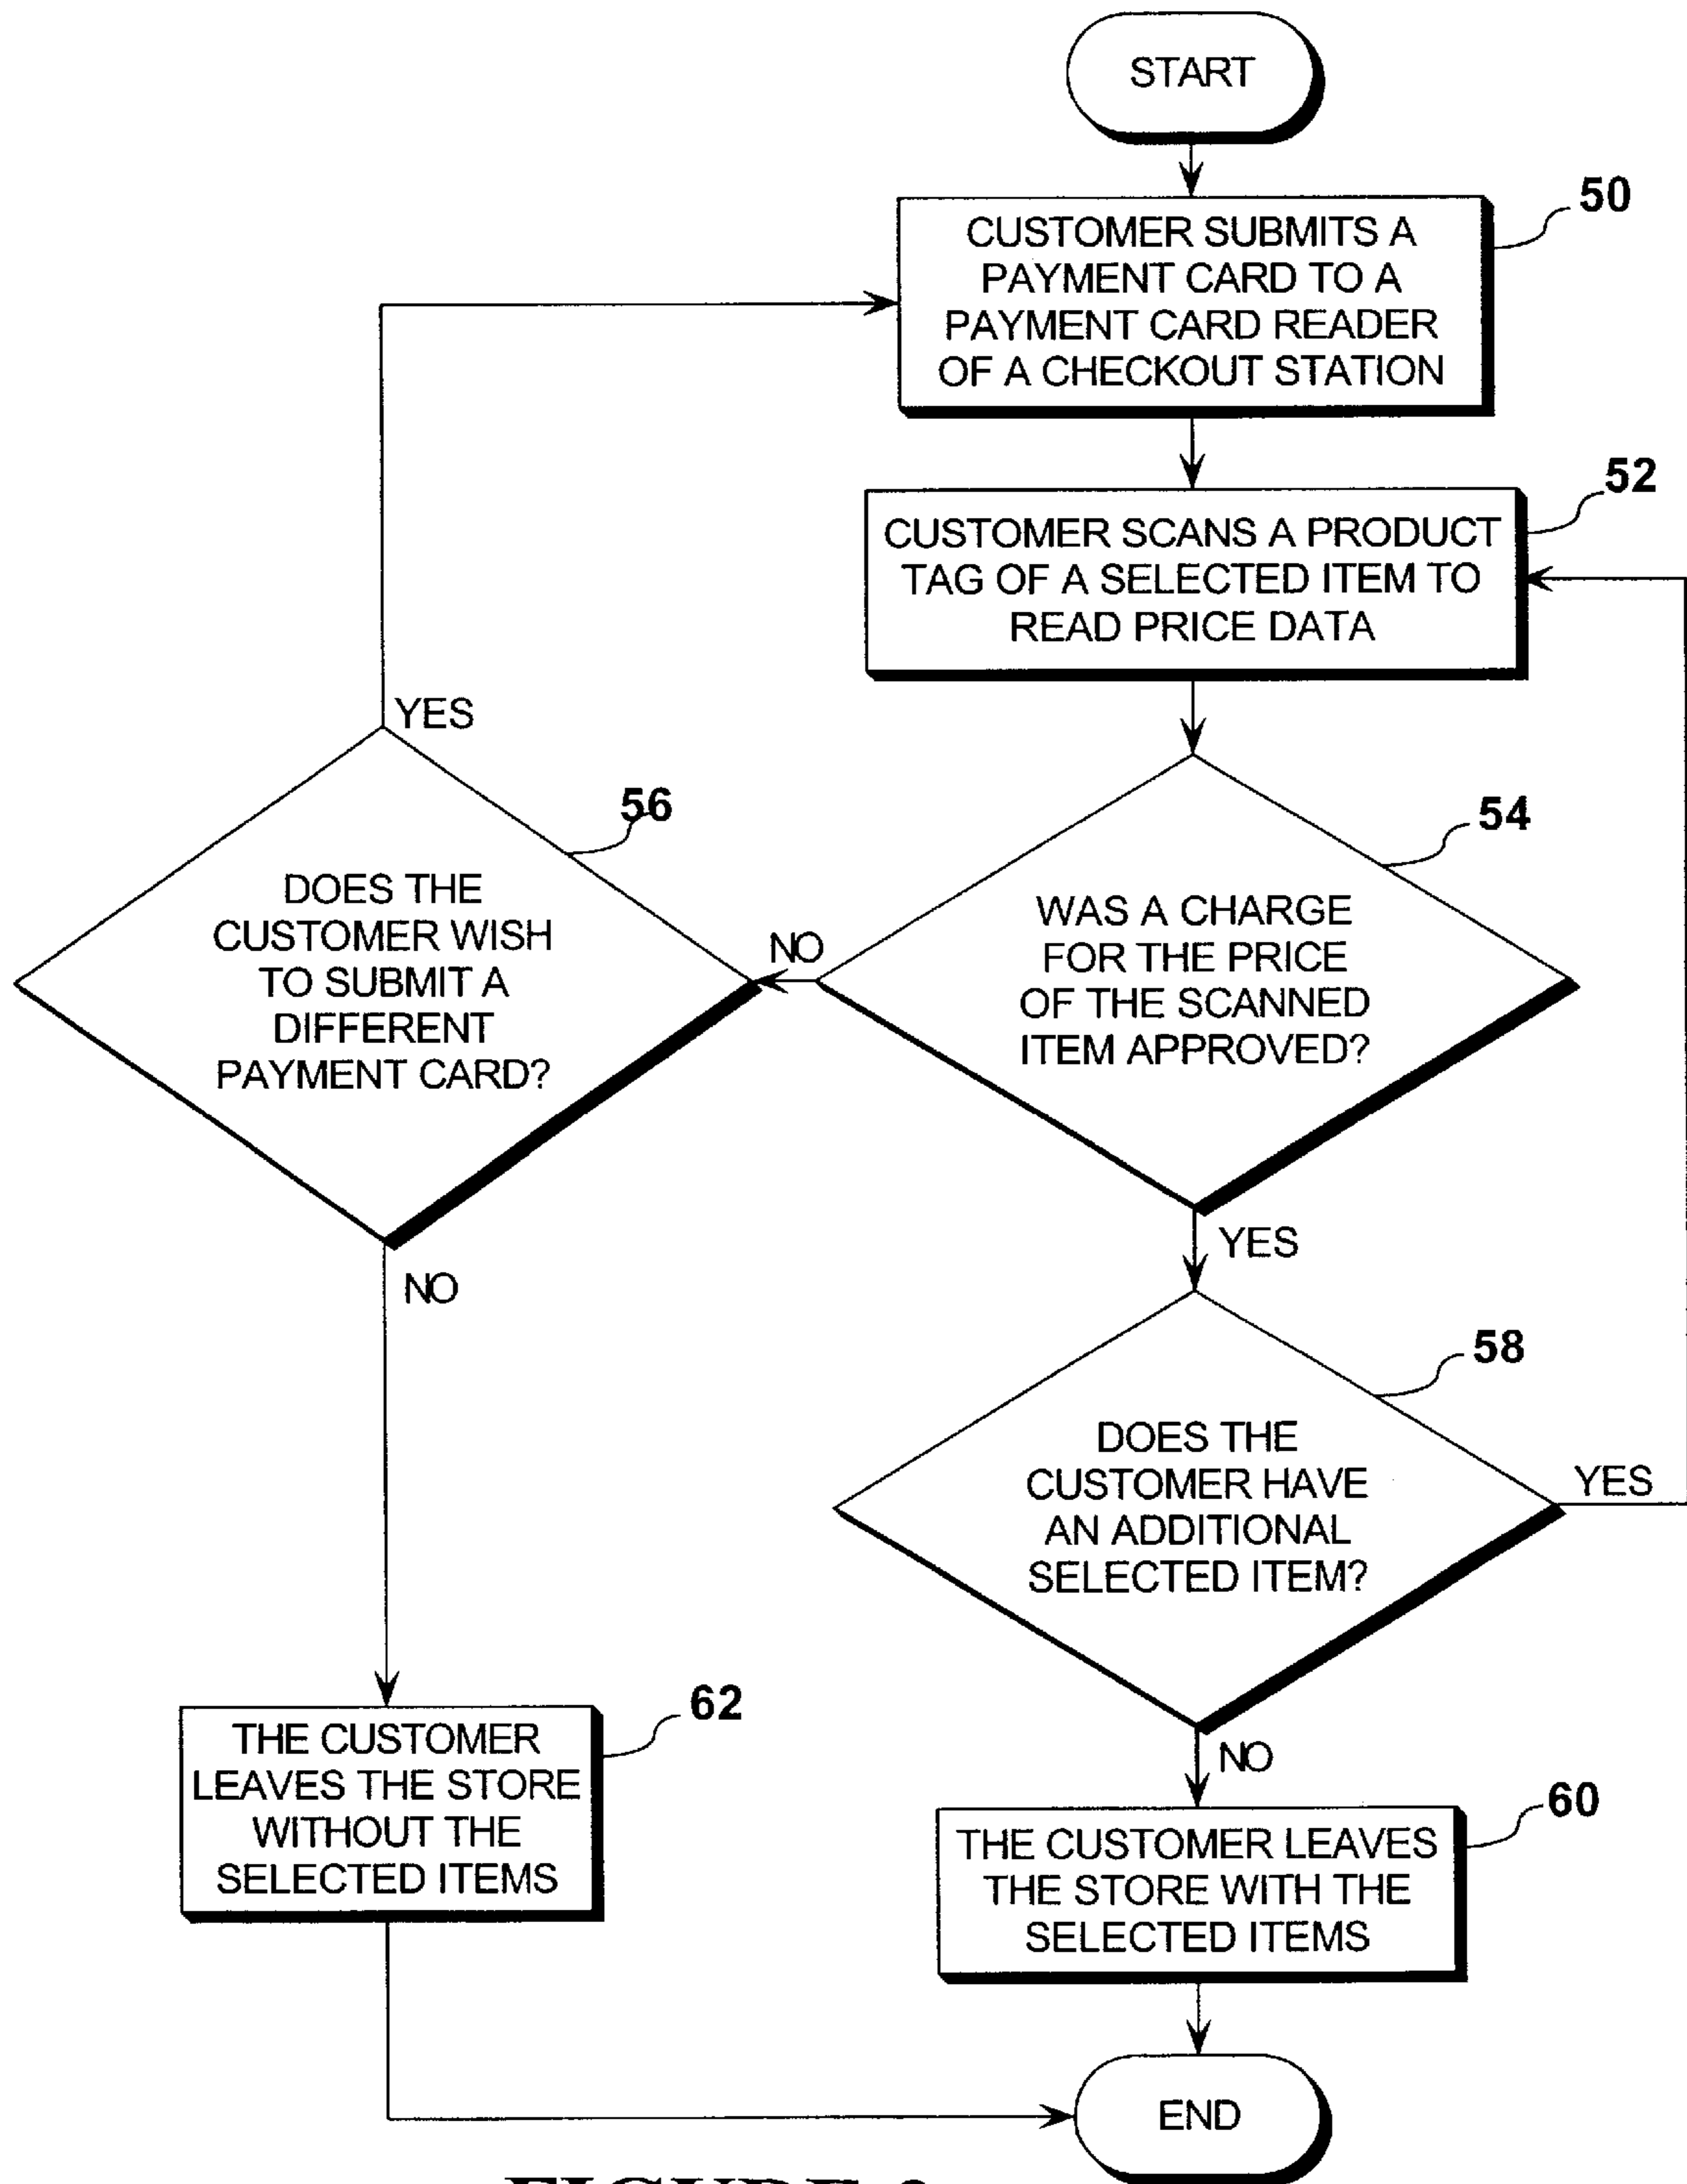 START
50
CUSTOMER SUBMITS A
PAYMENT CARD TO A
PAYMENT CARD READER
OF A CHECKOUT STATION
52
CUSTOMER SCANS A PRODUCT
TAG OF A SELECTED ITEM TO
READ PRICE DATA
YES
56
DOES THE
CUSTOMER WISH
TO SUBMIT A
DIFFERENT
PAYMENT CARD?
NO
54
WAS A CHARGE
FOR THE PRICE
OF THE SCANNED
ITEM APPROVED?
YES
NO
58
DOES THE
CUSTOMER HAVE
AN ADDITIONAL
SELECTED ITEM?
YES
NO
62
THE CUSTOMER
LEAVES THE STORE
WITHOUT THE
SELECTED ITEMS
60
THE CUSTOMER LEAVES
THE STORE WITH THE
SELECTED ITEMS
END
FIGURE